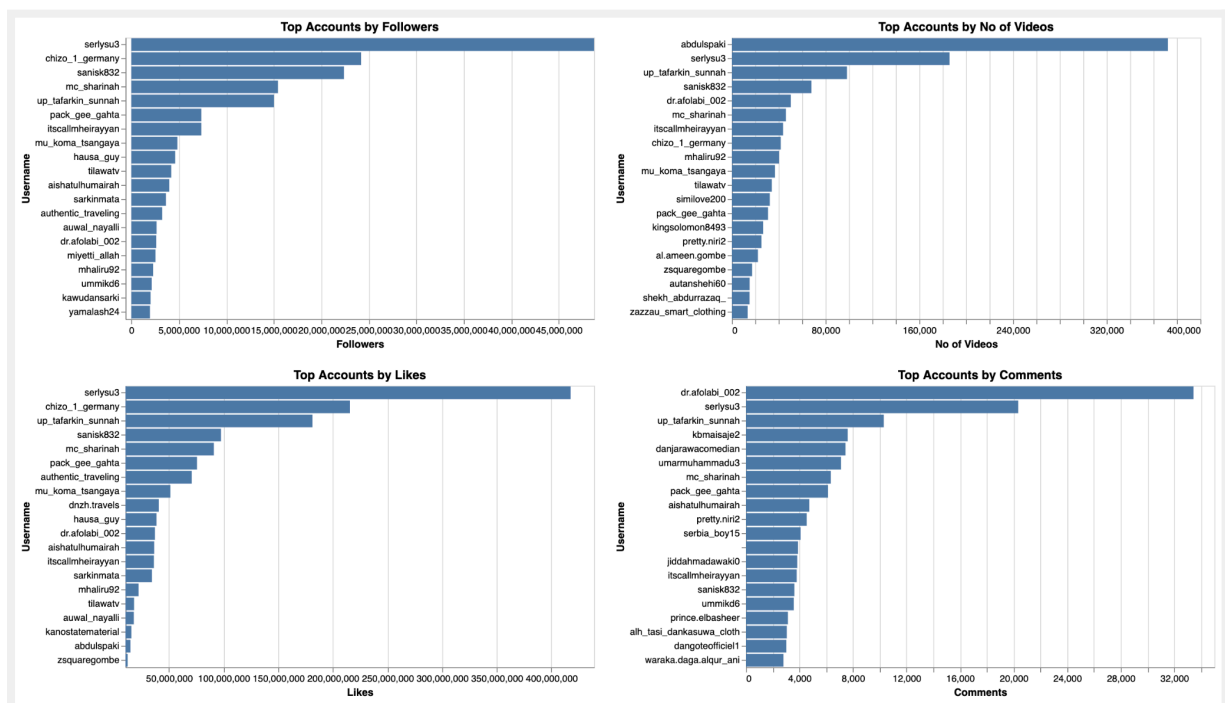 Top Accounts by Followers
Username
serlysu3
chizo_1_germany
sanisk832
mc_sharinah
up_tafarkin_sunnah
pack_gee_gahta
itscallmheirayyan
mu_koma_tsangaya
hausa_guy
tilawatv
aishatulhumairah
sarkinmata
authentic_traveling
auwal_nayalli
dr.afolabi_002
miyetti_allah
mhaliru92
ummikd6
kawudansarki
yamalash24
0 5,000,000 10,000,000 15,000,000 20,000,000 25,000,000 30,000,000 35,000,000 40,000,000 45,000,000
Followers
Top Accounts by No of Videos
Username
abdulspaki
serlysu3
up_tafarkin_sunnah
sanisk832
dr.afolabi_002
mc_sharinah
itscallmheirayyan
chizo_1_germany
mhaliru92
mu_koma_tsangaya
tilawatv
similove200
pack_gee_gahta
kingsolomon8493
pretty.niri2
al.ameen.gombe
zsquaregombe
autanshehi60
shekh_abdurrazaq_
zazzau_smart_clothing
0 80,000 160,000 240,000 320,000 400,000
No of Videos
Top Accounts by Likes
Username
serlysu3
chizo_1_germany
up_tafarkin_sunnah
sanisk832
mc_sharinah
pack_gee_gahta
authentic_traveling
mu_koma_tsangaya
dnzh.travels
hausa_guy
dr.afolabi_002
aishatulhumairah
itscallmheirayyan
sarkinmata
mhaliru92
tilawatv
auwal_nayalli
kanostatematerial
abdulspaki
zsquaregombe
50,000,000 100,000,000 150,000,000 200,000,000 250,000,000 300,000,000 350,000,000 400,000,000
Likes
Top Accounts by Comments
Username
dr.afolabi_002
serlysu3
up_tafarkin_sunnah
kbmaisaje2
danjarawacomedian
umarmuhammadu3
mc_sharinah
pack_gee_gahta
aishatulhumairah
pretty.niri2
serbia_boy15
jiddahmadawaki0
itscallmheirayyan
sanisk832
ummikd6
prince.elbasheer
alh_tasi_dankasuwa_cloth
dangoteofficiel1
waraka.daga.alqur_ani
0 4,000 8,000 12,000 16,000 20,000 24,000 28,000 32,000
Comments